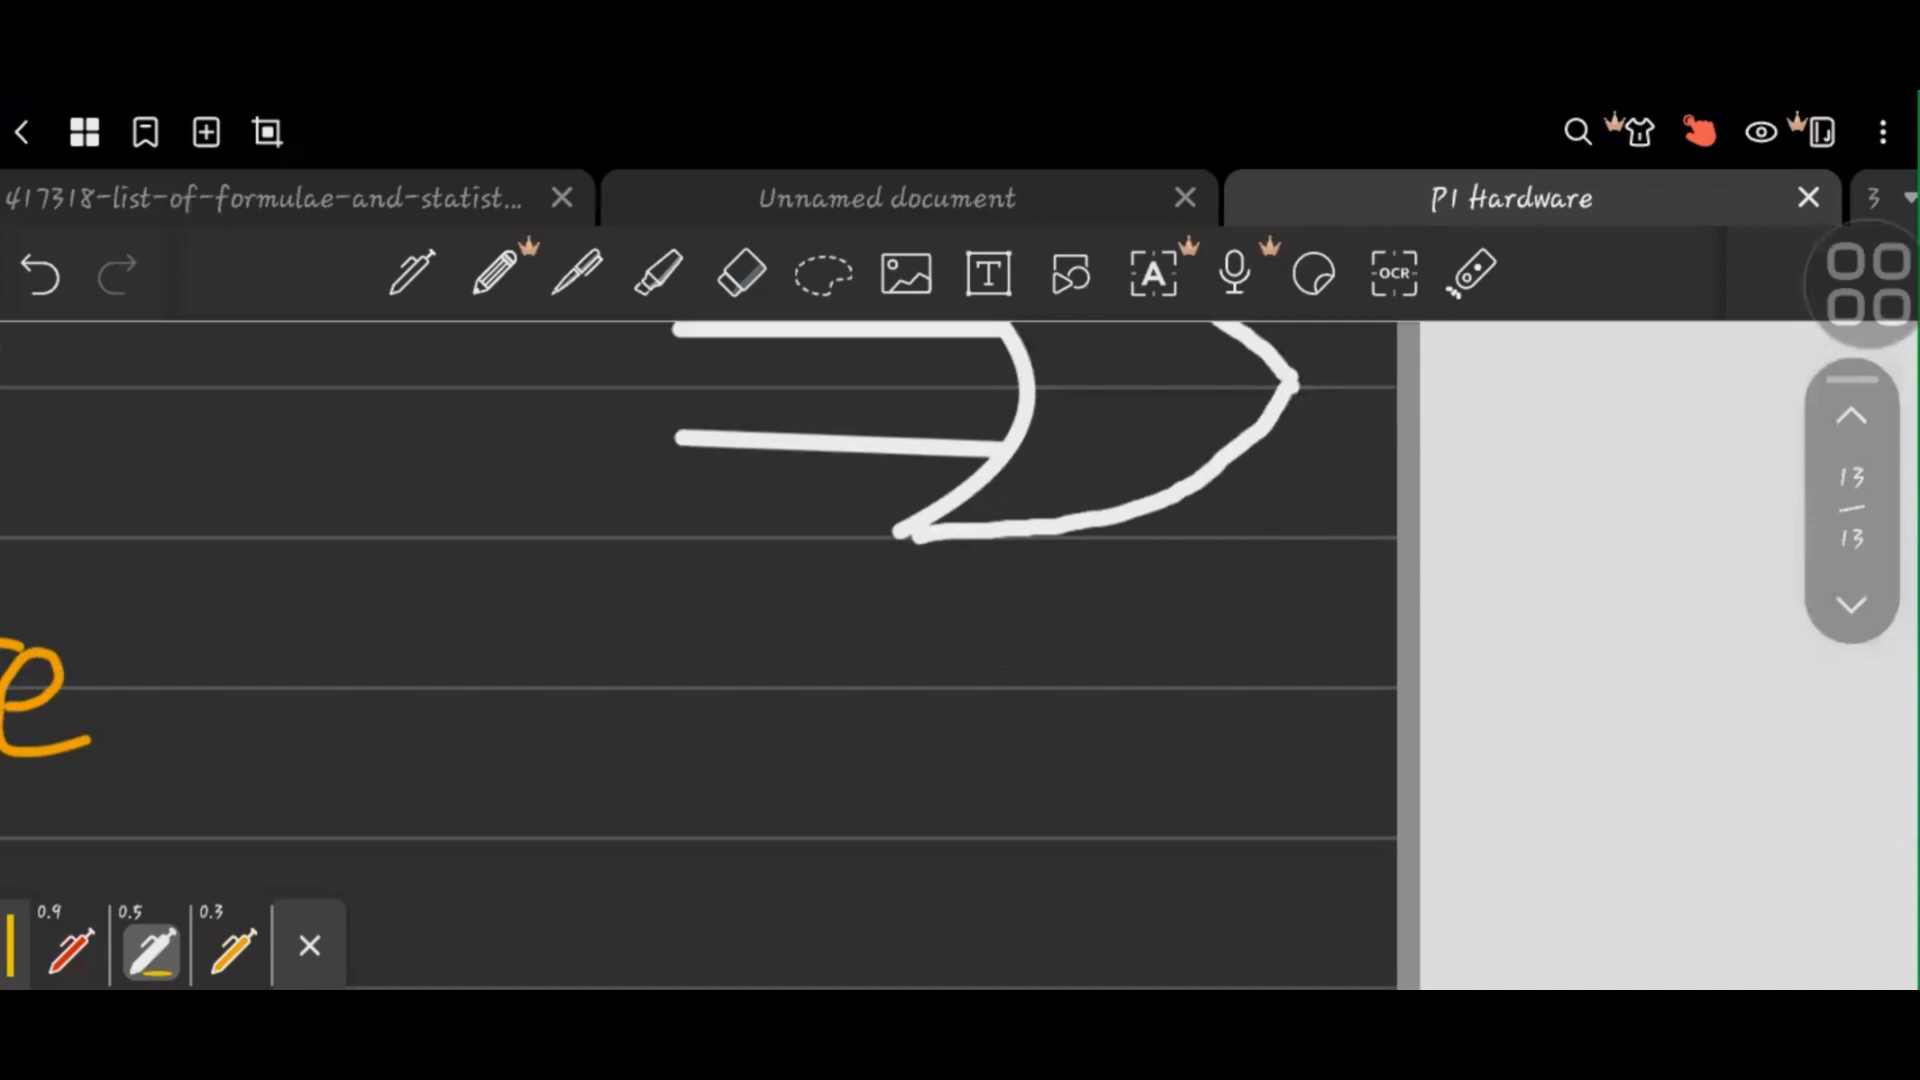 417318-list-of-formulae-and-statist...
Unnamed document
P1 Hardware
3
T
A
OCR
13
13
e
0.9
0.5
0.3